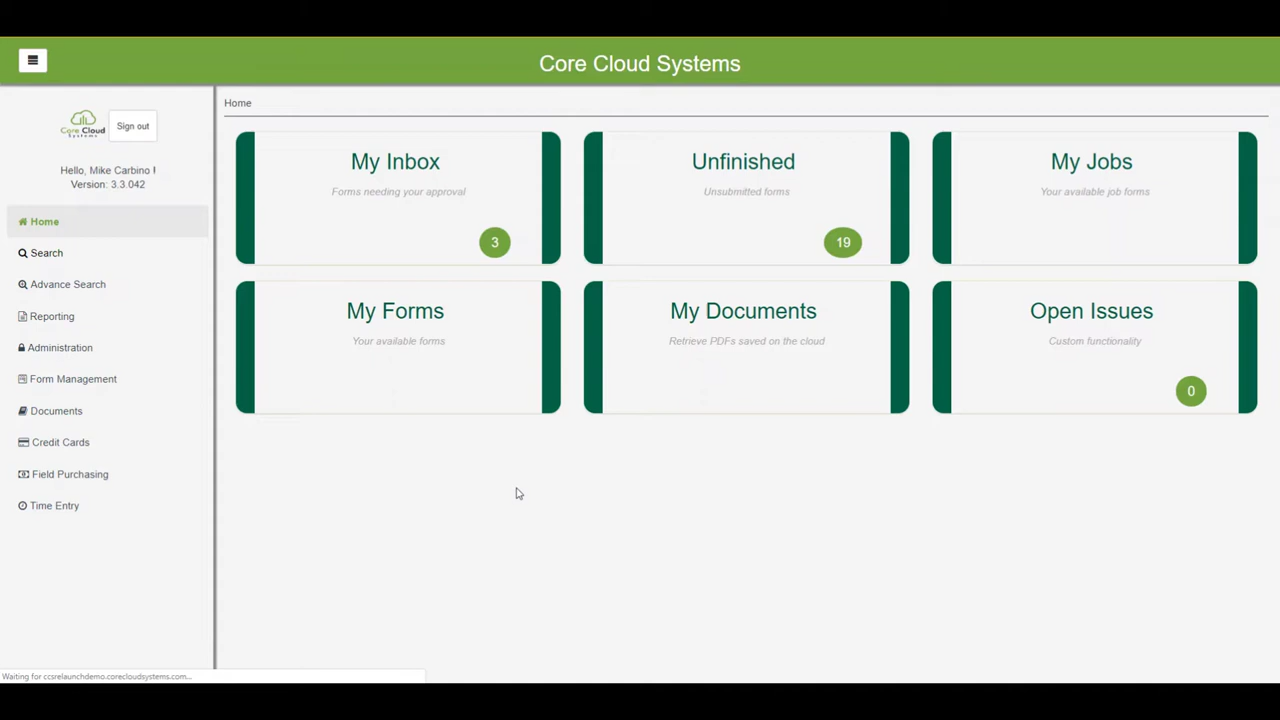 Core Cloud Systems
Core Cloud
Systems
Sign out
Hello, Mike Carbino !
Version: 3.3.042
Home
Search
Advance Search
Reporting
Administration
Form Management
Documents
Credit Cards
Field Purchasing
Time Entry
Home
My Inbox
Forms needing your approval
3
Unfinished
Unsubmitted forms
19
My Jobs
Your available job forms
My Forms
Your available forms
My Documents
Retrieve PDFs saved on the cloud
Open Issues
Custom functionality
0
Waiting for ccsrelaunchdemo.corecloudsystems.com...